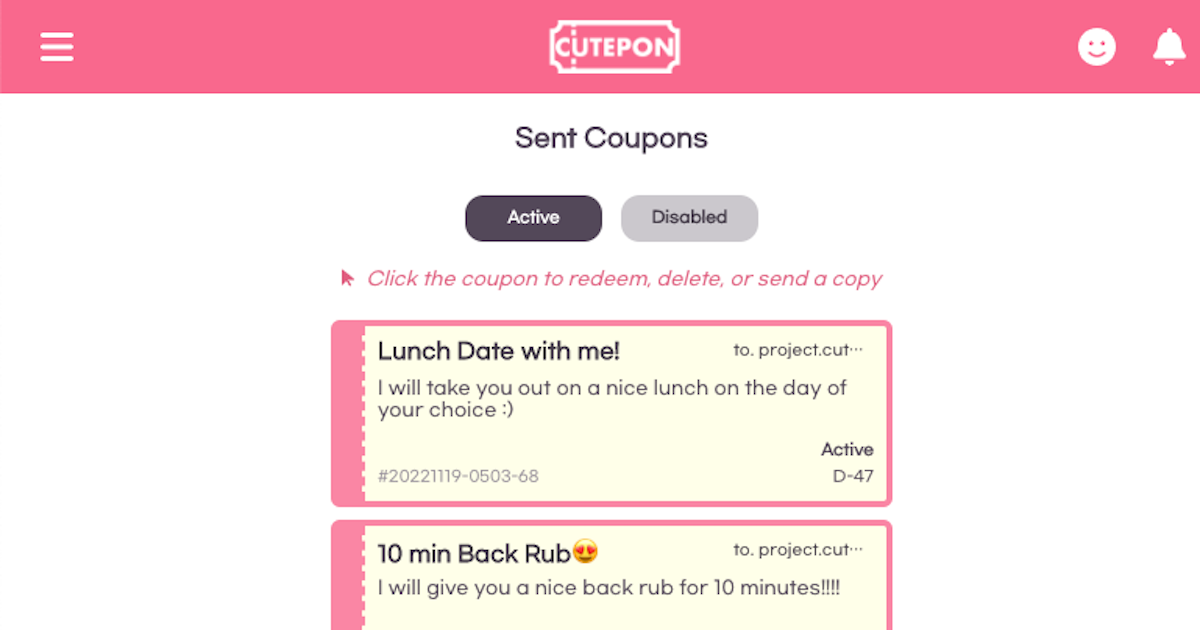 CUTEPON
Sent Coupons
Active
Disabled
Click the coupon to redeem, delete, or send a copy
Lunch Date with me!
to. project.cut···
I will take you out on a nice lunch on the day of
your choice :)
Active
#20221119-0503-68
D-47
10 min Back Rub😍
to. project.cut···
I will give you a nice back rub for 10 minutes!!!!